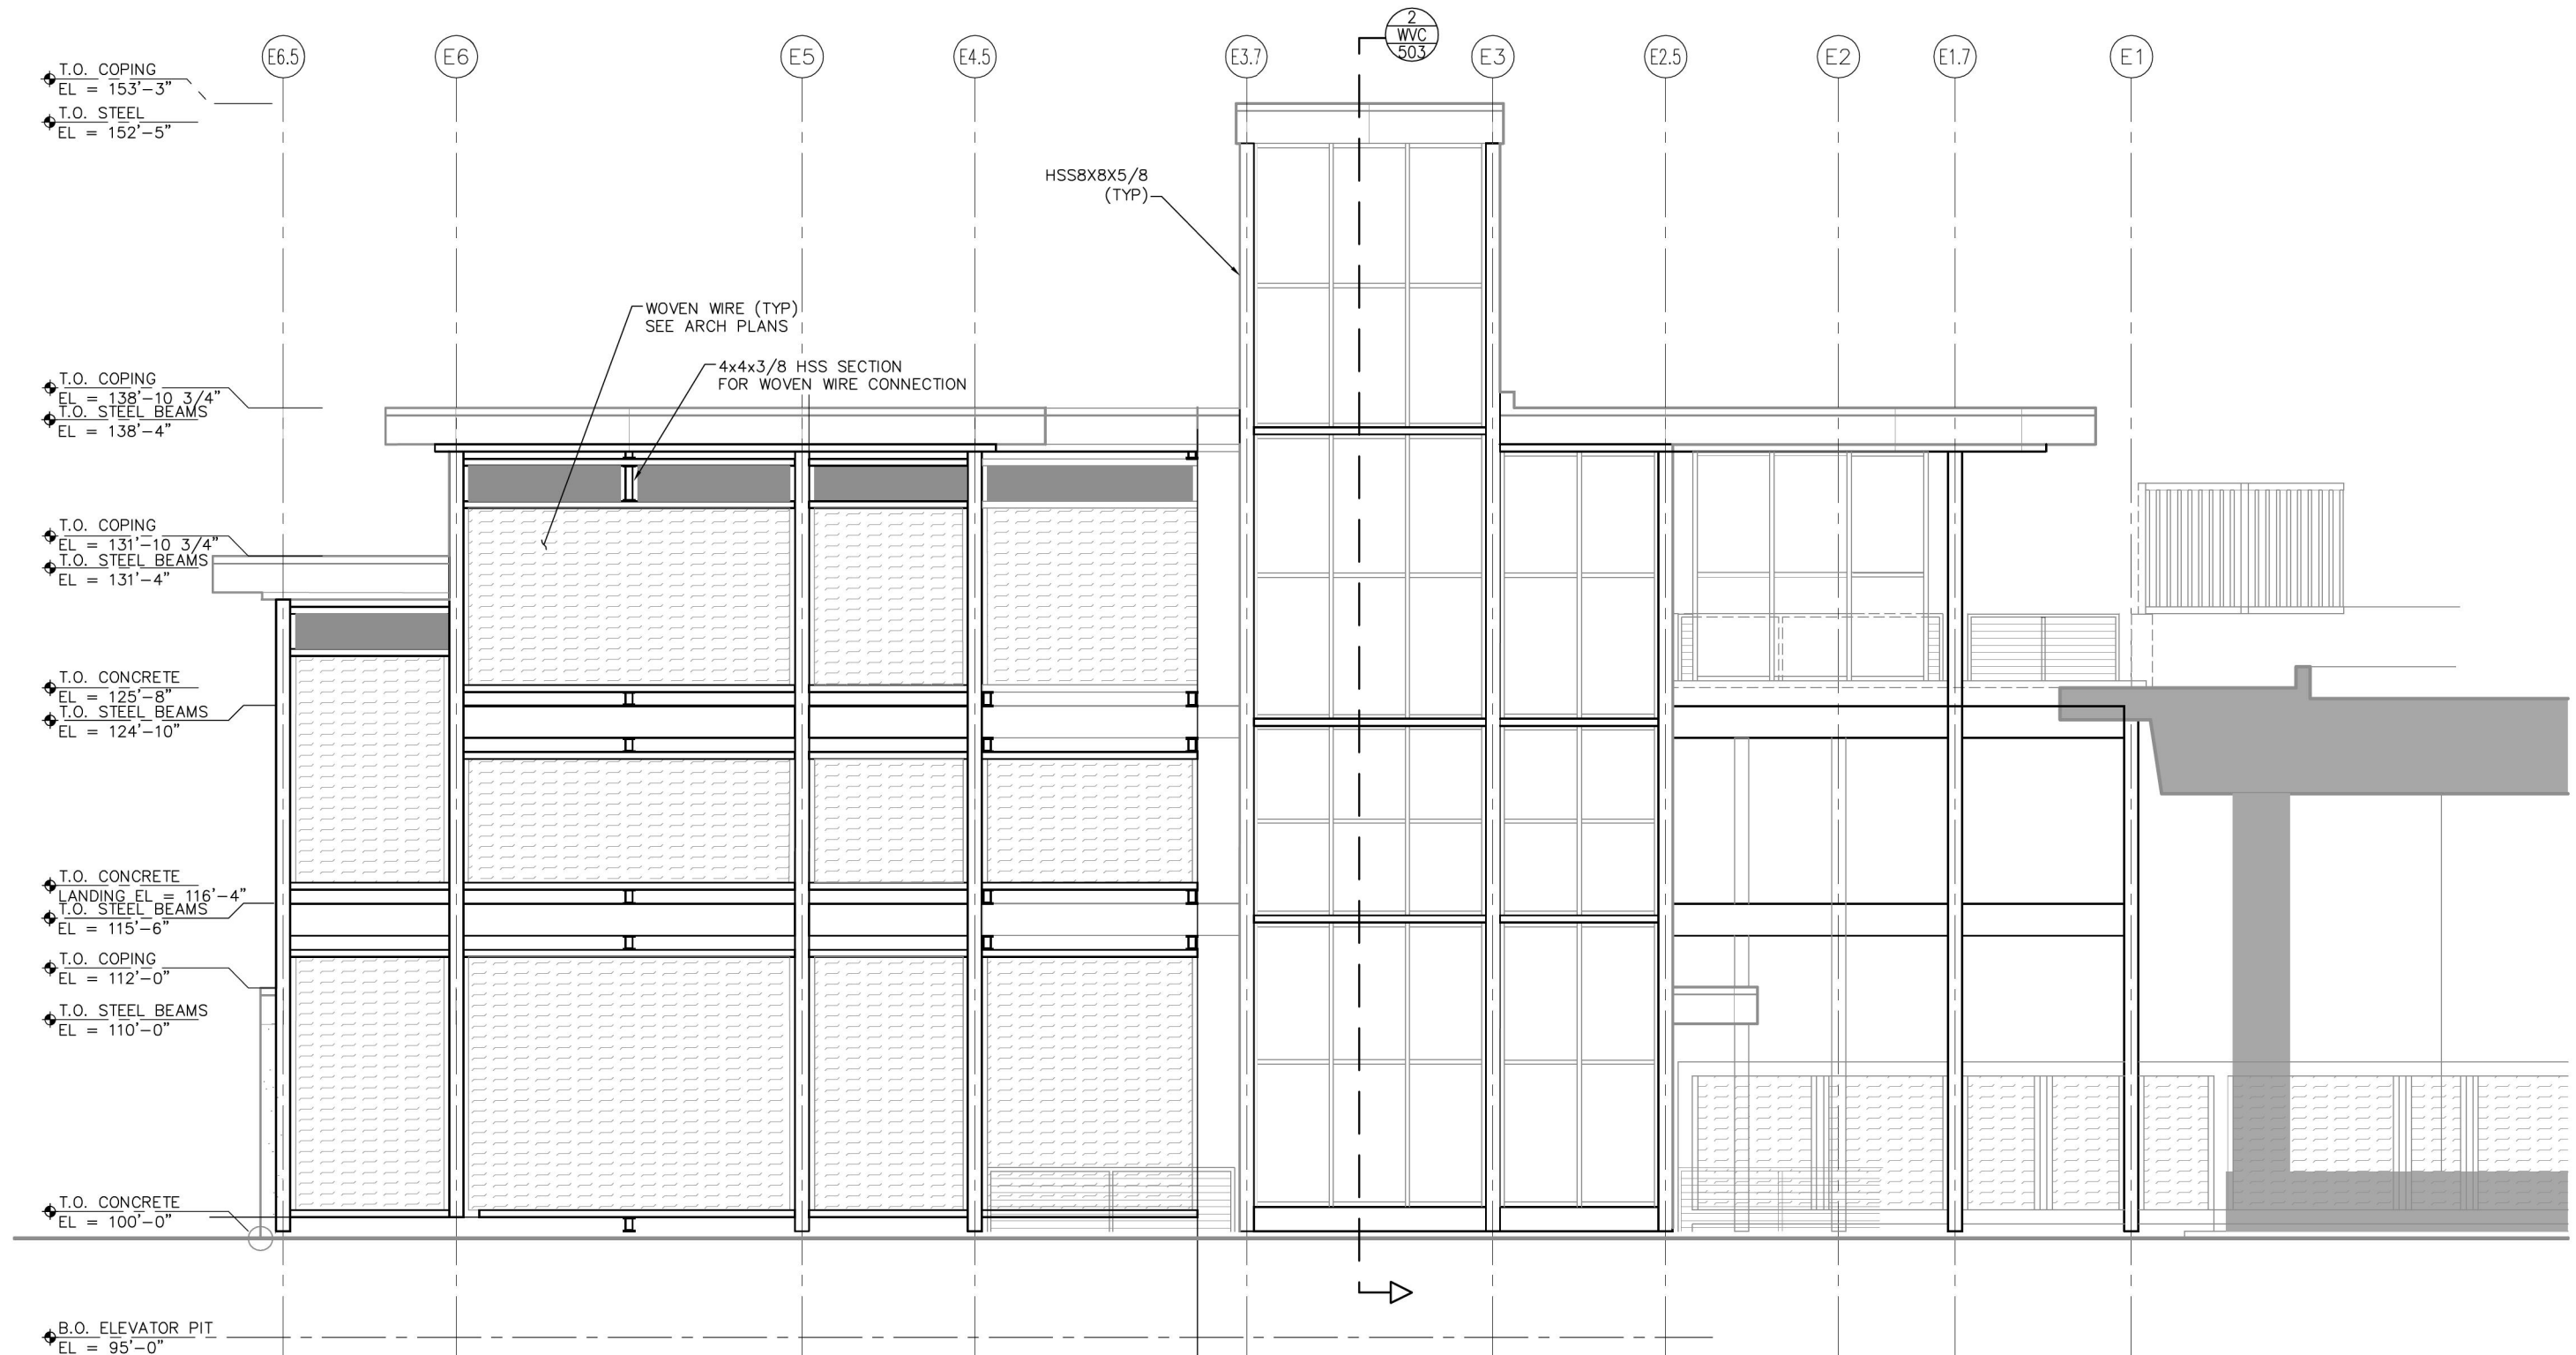 2
WVC
503
E6.5
E6
E5
E4.5
E3.7
E3
E2.5
E2
E1.7
E1
T.O. COPING
EL = 153'-3"
T.O. STEEL
EL = 152'-5"
HSS8X8X5/8
(TYP)
WOVEN WIRE (TYP)
SEE ARCH PLANS
4x4x3/8 HSS SECTION
FOR WOVEN WIRE CONNECTION
T.O. COPING
EL = 138'-10 3/4"
T.O. STEEL BEAMS
EL = 138'-4"
T.O. COPING
EL = 131'-10 3/4"
T.O. STEEL BEAMS
EL = 131'-4"
T.O. CONCRETE
EL = 125'-8"
T.O. STEEL BEAMS
EL = 124'-10"
T.O. CONCRETE
LANDING EL = 116'-4"
T.O. STEEL BEAMS
EL = 115'-6"
T.O. COPING
EL = 112'-0"
T.O. STEEL BEAMS
EL = 110'-0"
T.O. CONCRETE
EL = 100'-0"
B.O. ELEVATOR PIT
EL = 95'-0"